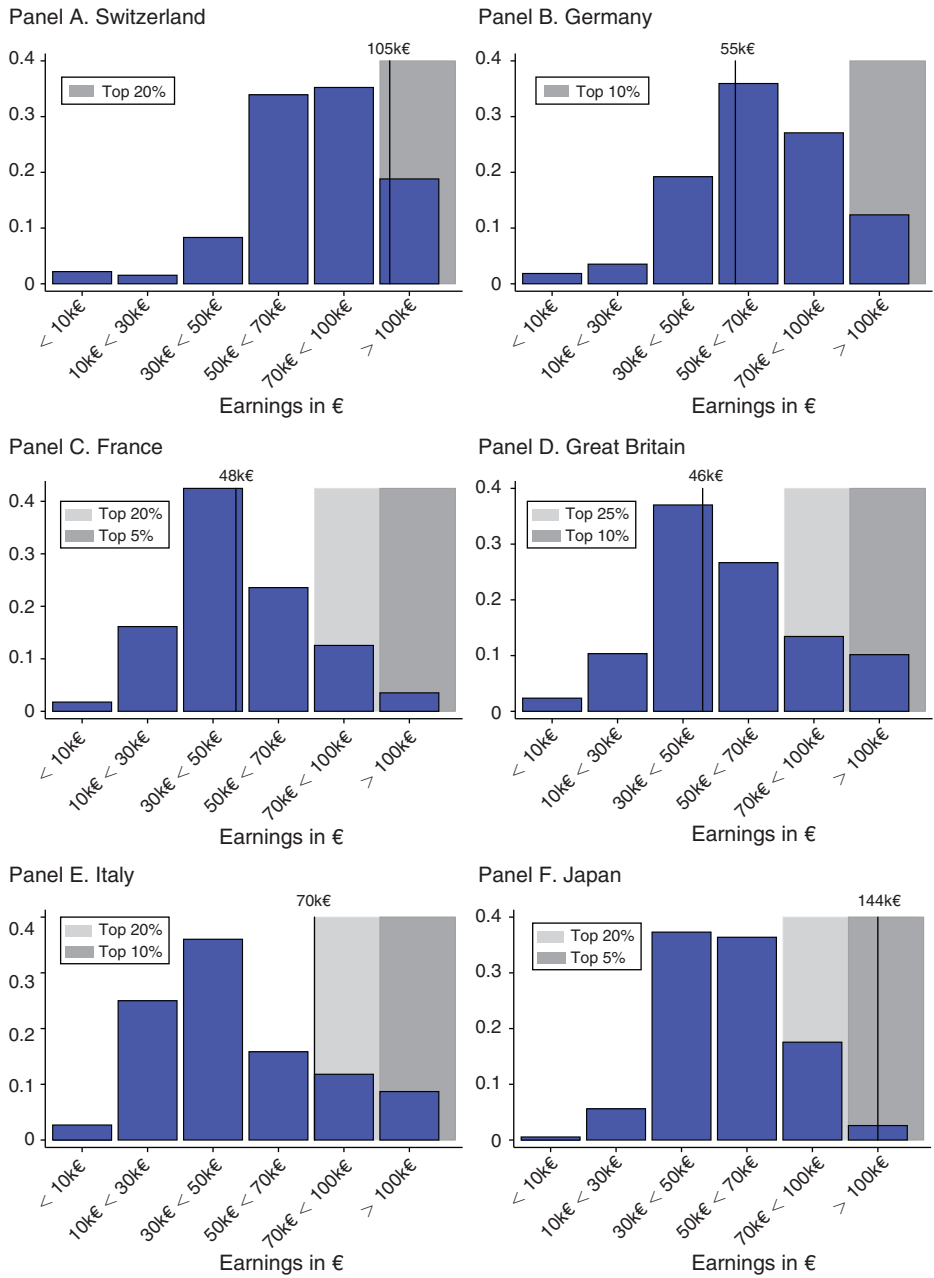 Panel A. Switzerland
105k€
0.4
Top 20%
0.3
0.2
0.1
0
< 10k€
10k€ < 30k€
30k€ < 50k€
50k€ < 70k€
70k€ < 100k€
> 100k€
Earnings in €
Panel B. Germany
55k€
0.4
Top 10%
0.3
0.2
0.1
0
< 10k€
10k€ < 30k€
30k€ < 50k€
50k€ < 70k€
70k€ < 100k€
> 100k€
Earnings in €
Panel C. France
48k€
0.4
Top 20%
Top 5%
0.3
0.2
0.1
0
< 10k€
10k€ < 30k€
30k€ < 50k€
50k€ < 70k€
70k€ < 100k€
> 100k€
Earnings in €
Panel D. Great Britain
46k€
0.4
Top 25%
Top 10%
0.3
0.2
0.1
0
< 10k€
10k€ < 30k€
30k€ < 50k€
50k€ < 70k€
70k€ < 100k€
> 100k€
Earnings in €
Panel E. Italy
70k€
0.4
Top 20%
Top 10%
0.3
0.2
0.1
0
< 10k€
10k€ < 30k€
30k€ < 50k€
50k€ < 70k€
70k€ < 100k€
> 100k€
Earnings in €
Panel F. Japan
144k€
0.4
Top 20%
Top 5%
0.3
0.2
0.1
0
< 10k€
10k€ < 30k€
30k€ < 50k€
50k€ < 70k€
70k€ < 100k€
> 100k€
Earnings in €